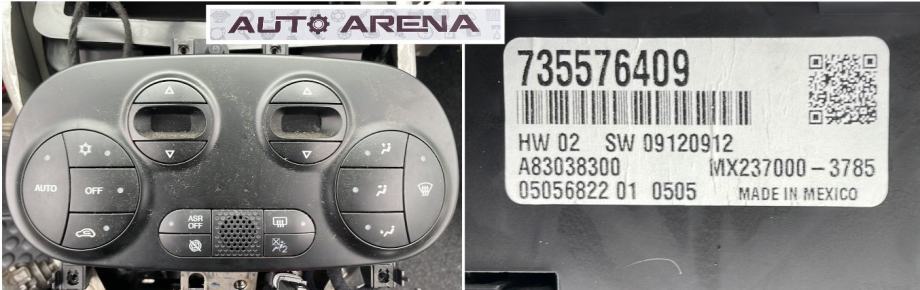 AUTO ARENA
AUTO
OFF
ASR
OFF
2
735576409
HW 02 SW 09120912
A83038300 MX237000-3785
05056822 01 0505 MADE IN MEXICO